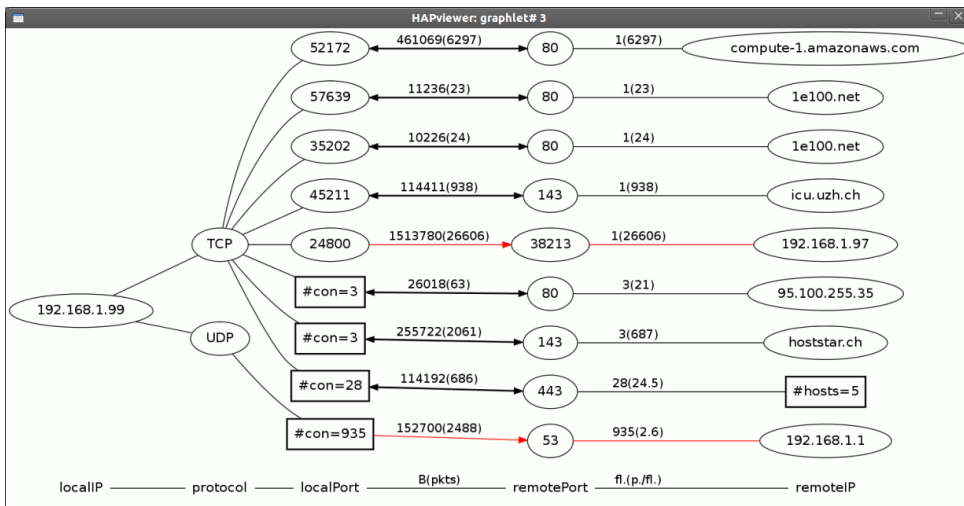 HAPviewer: graphlet# 3
52172 461069(6297) 80 1(6297) compute-1.amazonaws.com
57639 11236(23) 80 1(23) 1e100.net
35202 10226(24) 80 1(24) 1e100.net
45211 114411(938) 143 1(938) icu.uzh.ch
TCP 24800 1513780(26606) 38213 1(26606) 192.168.1.97
#con=3 26018(63) 80 3(21) 95.100.255.35
192.168.1.99
UDP #con=3 255722(2061) 143 3(687) hoststar.ch
#con=28 114192(686) 443 28(24.5) #hosts=5
#con=935 152700(2488) 53 935(2.6) 192.168.1.1
localIP protocol localPort B(pkts) remotePort fl.(p./fl.) remoteIP